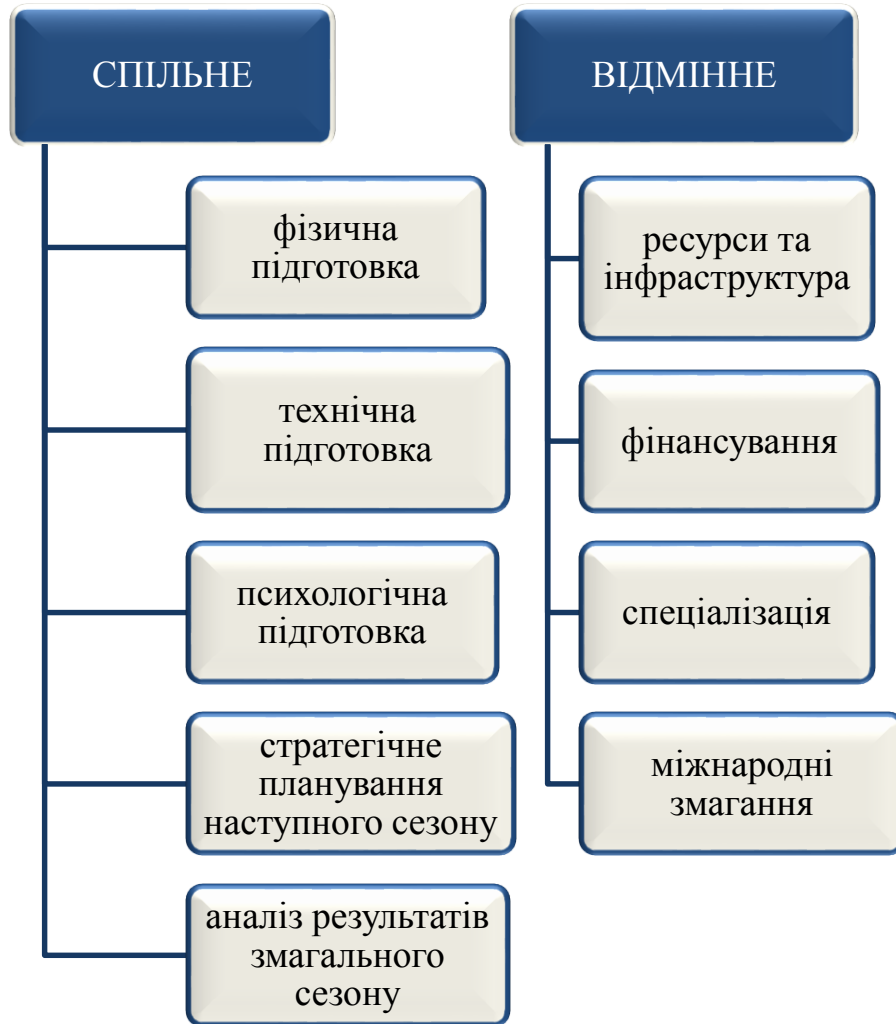 СПІЛЬНЕ
фізична
підготовка
технічна
підготовка
психологічна
підготовка
стратегічне
планування
наступного сезону
аналіз результатів
змагального
сезону
ВІДМІННЕ
ресурси та
інфраструктура
фінансування
спеціалізація
міжнародні
змагання